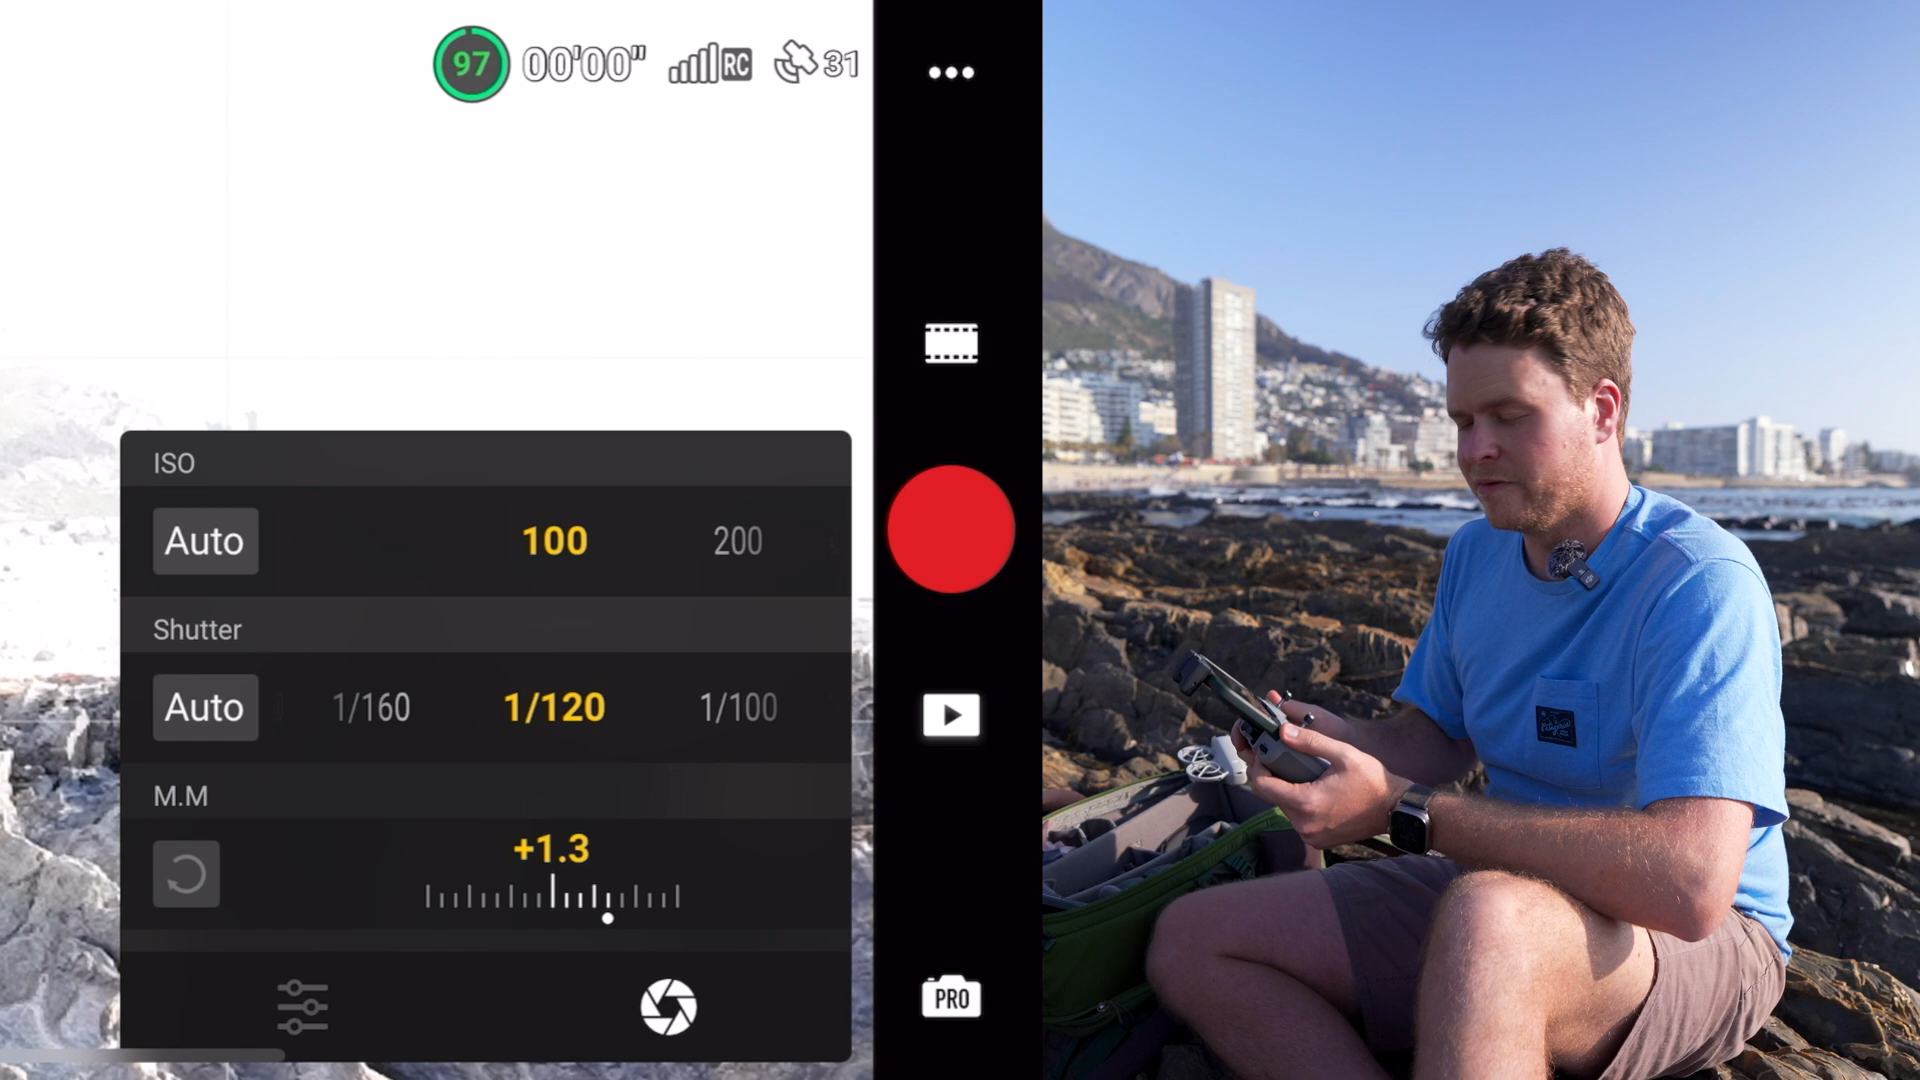 97 00'00" RC 31
ISO
Auto 100 200
Shutter
Auto 1/160 1/120 1/100
M.M
+1.3
PRO